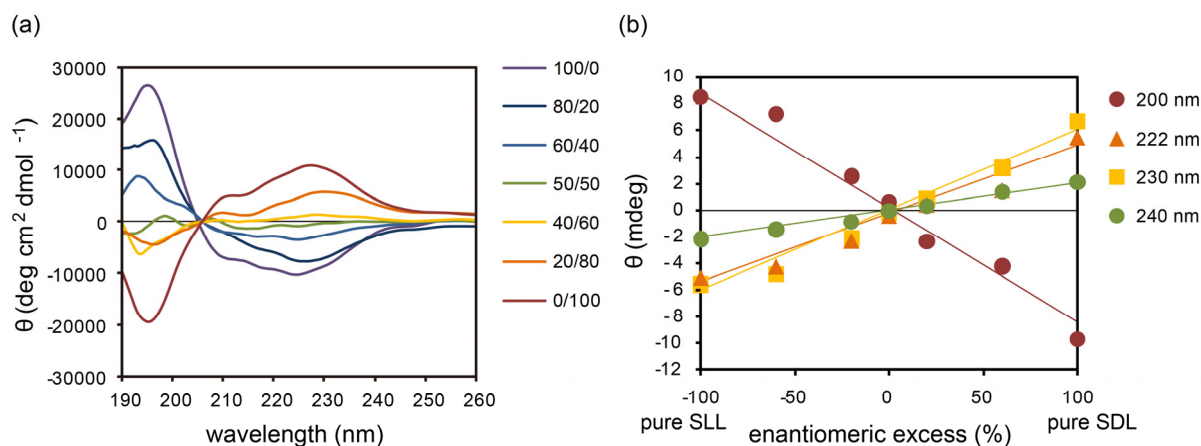 (a)
θ (deg cm 2 dmol -1)
30000
20000
10000
0
-10000
-20000
-30000
190 200 210 220 230 240 250 260
wavelength (nm)
100/0
80/20
60/40
50/50
40/60
20/80
0/100
(b)
θ (mdeg)
10
8
6
4
2
0
-2
-4
-6
-8
-10
-12
-100 -50 0 50 100
pure SLL pure SDL
enantiomeric excess (%)
200 nm
222 nm
230 nm
240 nm